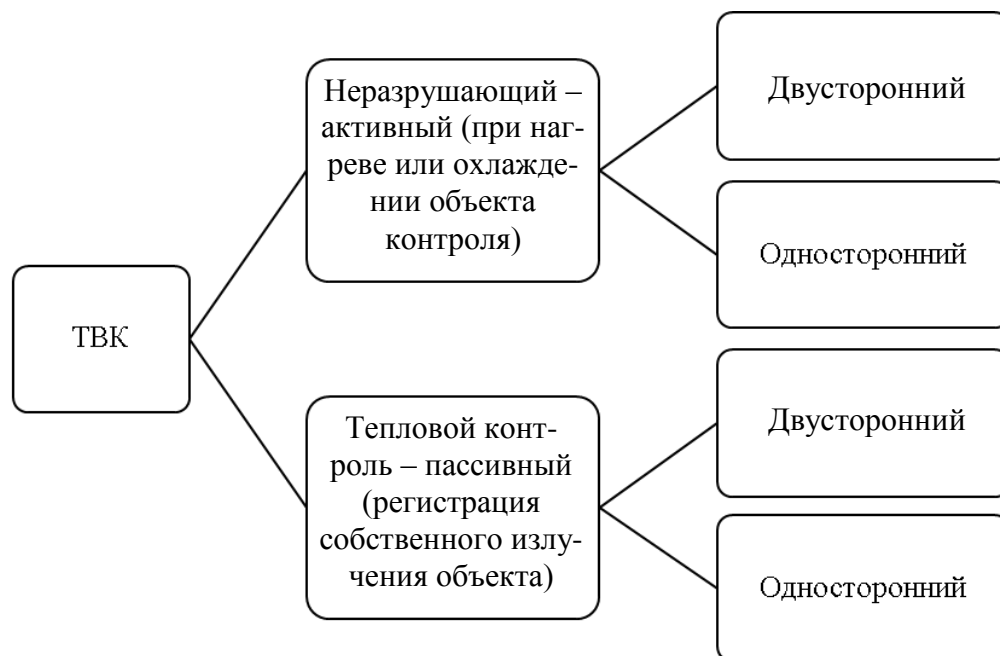 ТВК
Неразрушающий –
активный (при наг-
реве или охлажде-
нии объекта
контроля)
Двусторонний
Односторонний
Тепловой конт-
роль – пассивный
(регистрация
собственного излу-
чения объекта)
Двусторонний
Односторонний